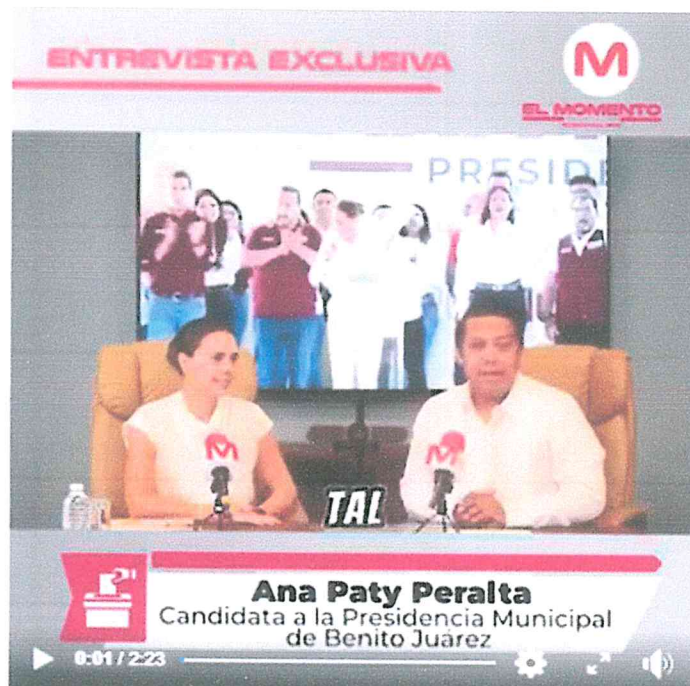 ENTREVISTA EXCLUSIVA
M
EL MOMENTO
PRESID
M
M
TAL
Ana Paty Peralta
Candidata a la Presidencia Municipal
de Benito Juárez
0:01 / 2:23